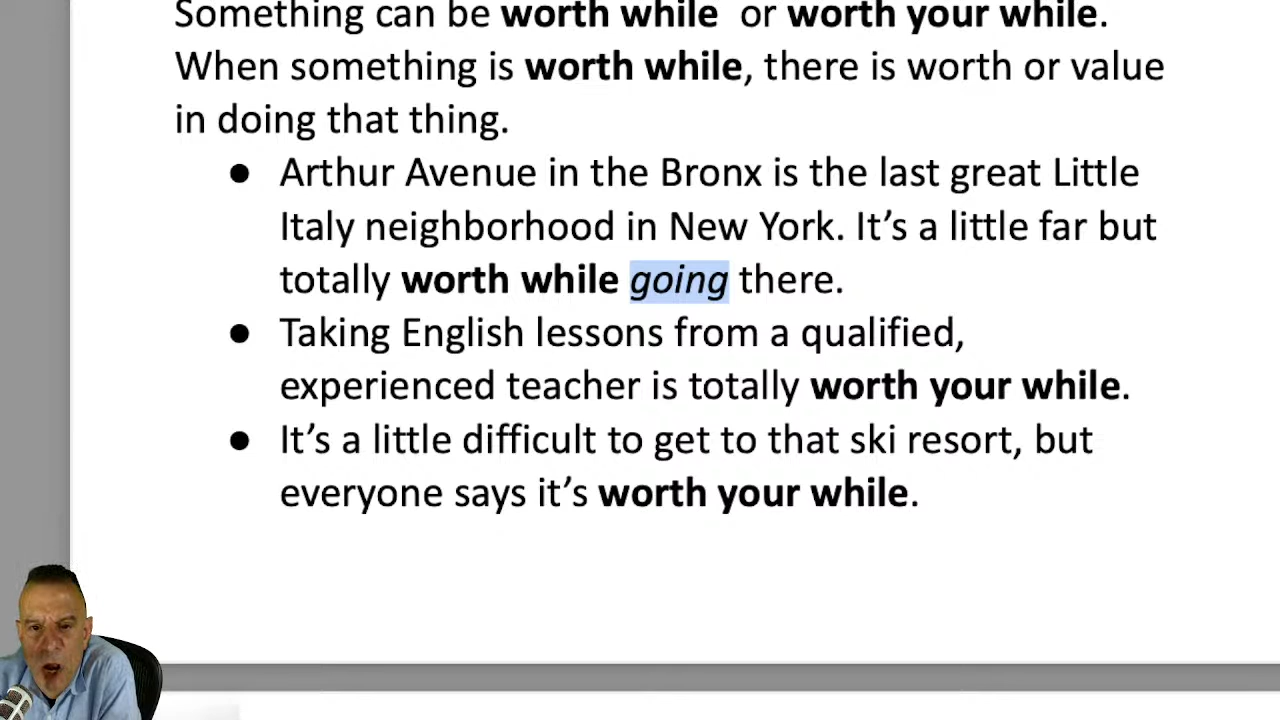 Something can be worth while or worth your while.
When something is worth while, there is worth or value
in doing that thing.
● Arthur Avenue in the Bronx is the last great Little
Italy neighborhood in New York. It’s a little far but
totally worth while going there.
● Taking English lessons from a qualified,
experienced teacher is totally worth your while.
● It’s a little difficult to get to that ski resort, but
everyone says it’s worth your while.